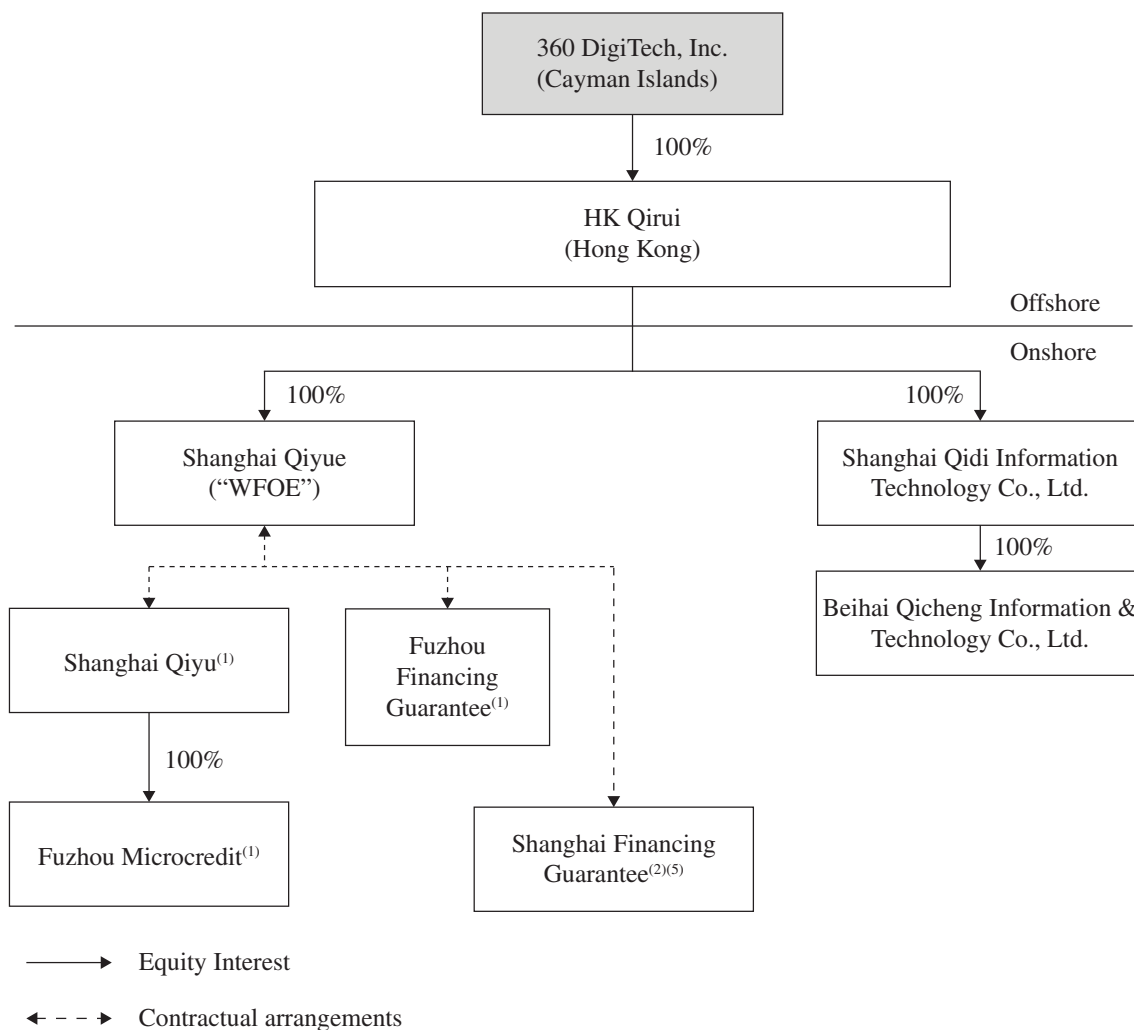 360 DigiTech, Inc.
(Cayman Islands)
100%
HK Qirui
(Hong Kong)
Offshore
Onshore
100%
100%
Shanghai Qiyue
(“WFOE”)
Shanghai Qidi Information
Technology Co., Ltd.
100%
Beihai Qicheng Information &
Technology Co., Ltd.
Shanghai Qiyu(1)
Fuzhou
Financing
Guarantee(1)
100%
Fuzhou Microcredit(1)
Shanghai Financing
Guarantee(2)(5)
Equity Interest
Contractual arrangements